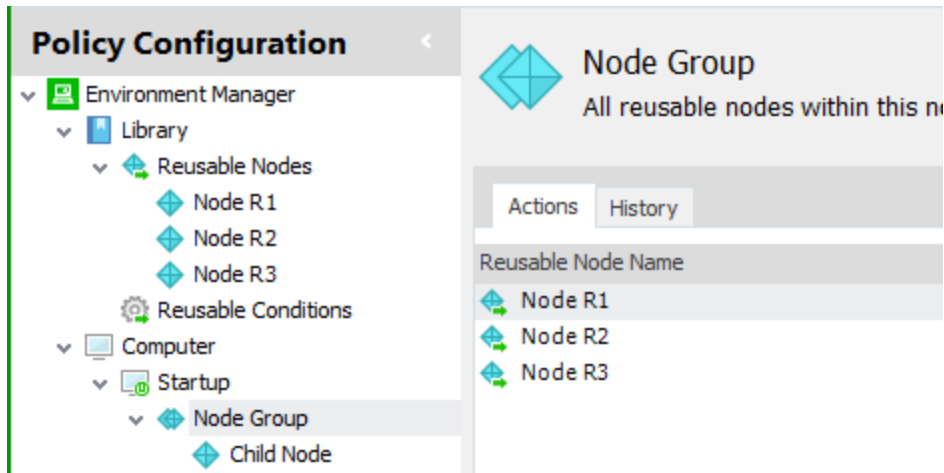 Policy Configuration
Environment Manager
Library
Reusable Nodes
Node R1
Node R2
Node R3
Reusable Conditions
Computer
Startup
Node Group
Child Node
Node Group
All reusable nodes within this
Actions History
Reusable Node Name
Node R1
Node R2
Node R3